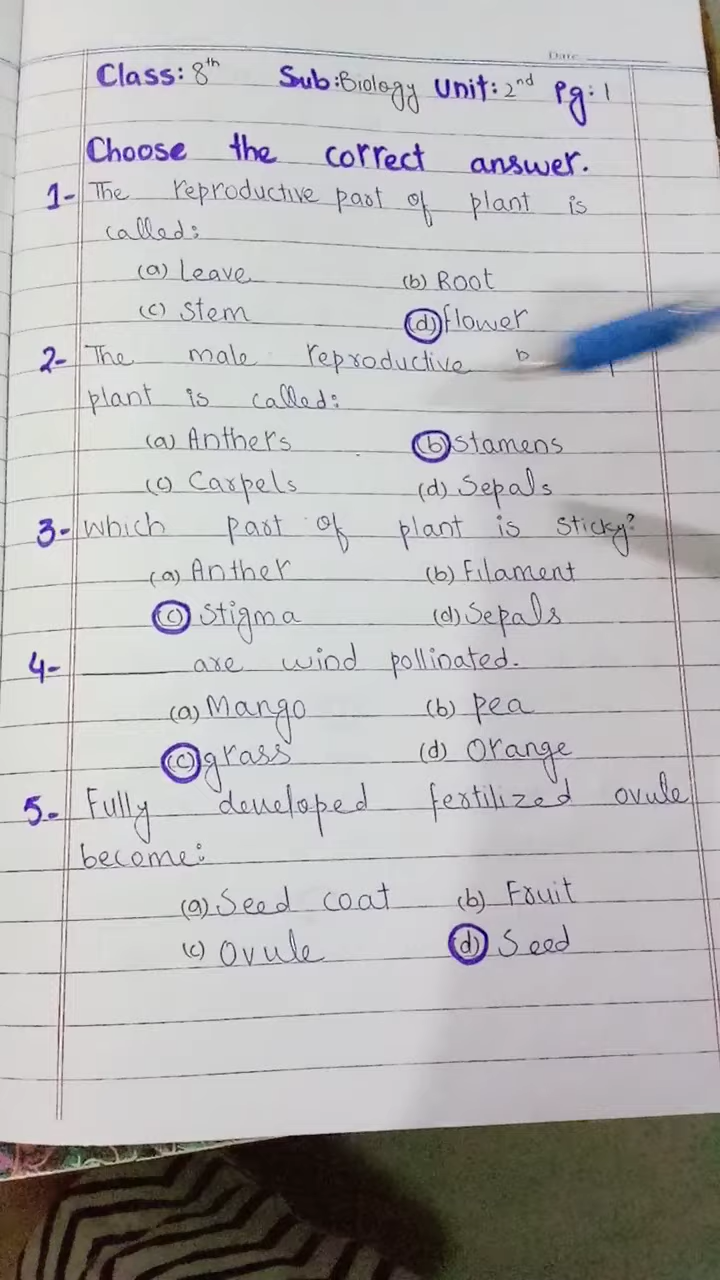 Date
Class: 8th Sub: Biology Unit: 2nd Pg: 1
Choose the correct answer.
1- The reproductive part of plant is
called:
(a) Leave (b) Root
(c) Stem (d) flower
2- The male reproductive
plant is called:
(a) Anthers (b) Stamens
(c) Carpels (d) Sepals
3- Which part of plant is sticky?
(a) Anther (b) Filament
(c) Stigma (d) Sepals
4- ______ are wind pollinated.
(a) Mango (b) pea
(c) grass (d) Orange
5- Fully developed fertilized ovule
become:
(a) Seed coat (b) Fruit
(c) Ovule (d) Seed